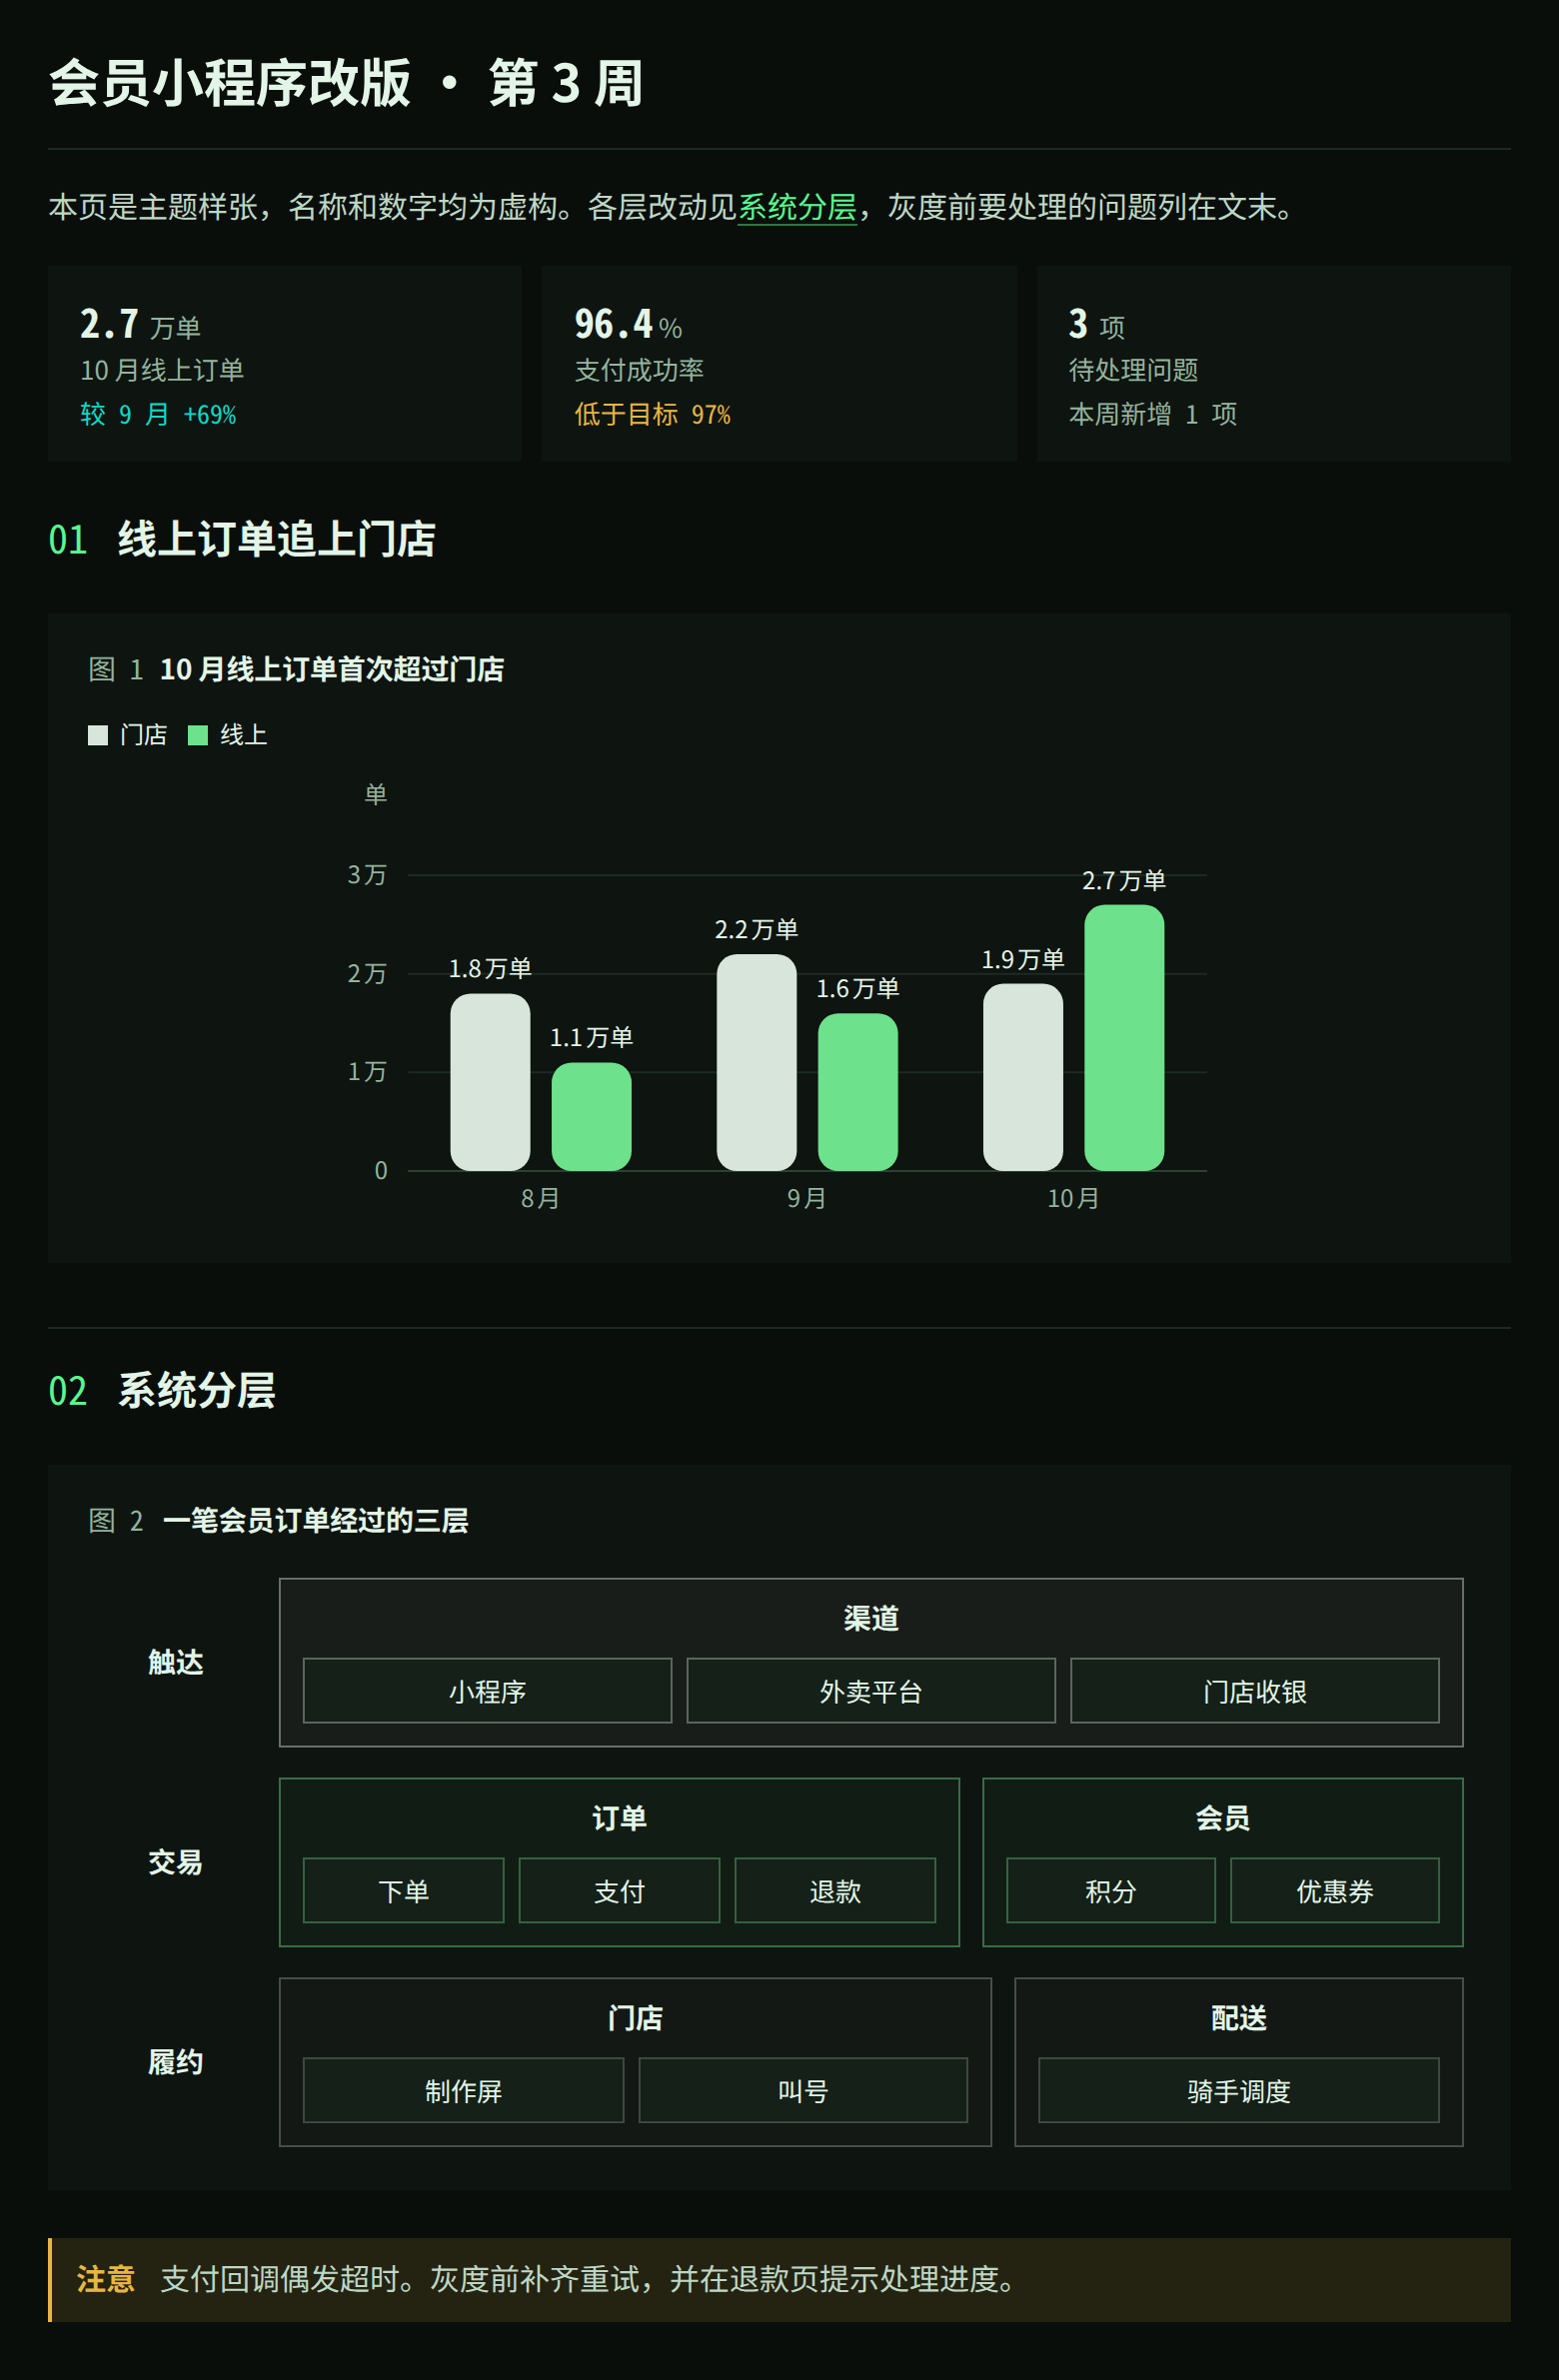 会员小程序改版 · 第 3 周
本页是主题样张，名称和数字均为虚构。各层改动见系统分层，灰度前要处理的问题列在文末。
2.7 万单
10 月线上订单
较 9 月 +69%
96.4 %
支付成功率
低于目标 97%
3 项
待处理问题
本周新增 1 项
01 线上订单追上门店
图 1 10 月线上订单首次超过门店
门店 线上
单
3万
2万
1万
0
1.8万单
1.1万单
2.2万单
1.6万单
1.9万单
2.7万单
8月
9月
10月
02 系统分层
图 2 一笔会员订单经过的三层
触达
渠道
小程序
外卖平台
门店收银
交易
订单
下单
支付
退款
会员
积分
优惠券
履约
门店
制作屏
叫号
配送
骑手调度
注意 支付回调偶发超时。灰度前补齐重试，并在退款页提示处理进度。